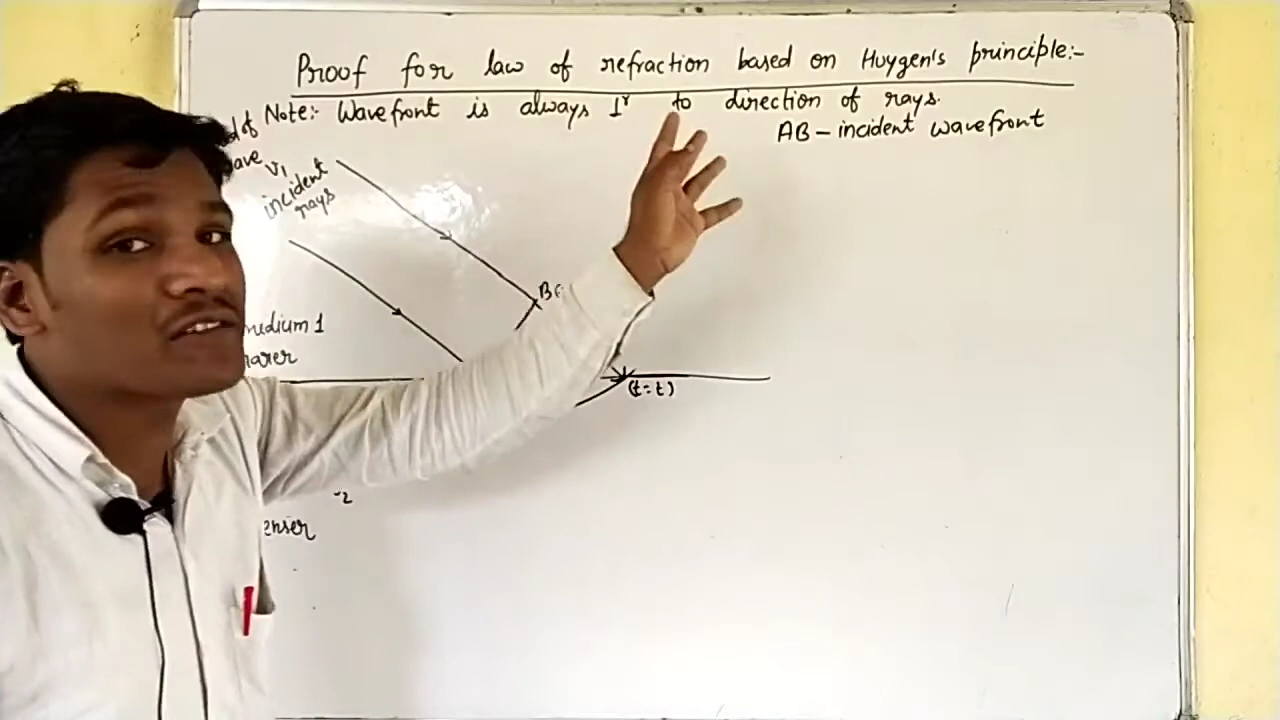 Proof for law of refraction based on Huygen's principle:-
Note:- Wavefront is always ⊥r to direction of rays.
AB - incident wavefront
v1
incident
rays
B
medium 1
rarer
(t=t)
2